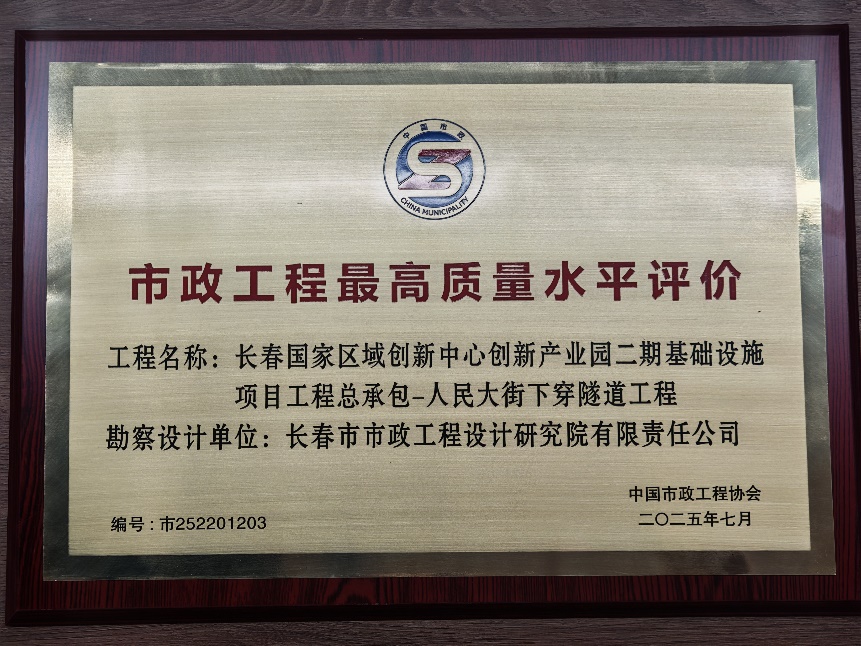 中国市政
CHINA MUNICIPALITY
市政工程最高质量水平评价
工程名称：长春国家区域创新中心创新产业园二期基础设施
项目工程总承包-人民大街下穿隧道工程
勘察设计单位：长春市市政工程设计研究院有限责任公司
中国市政工程协会
编号：市252201203
二〇二五年七月